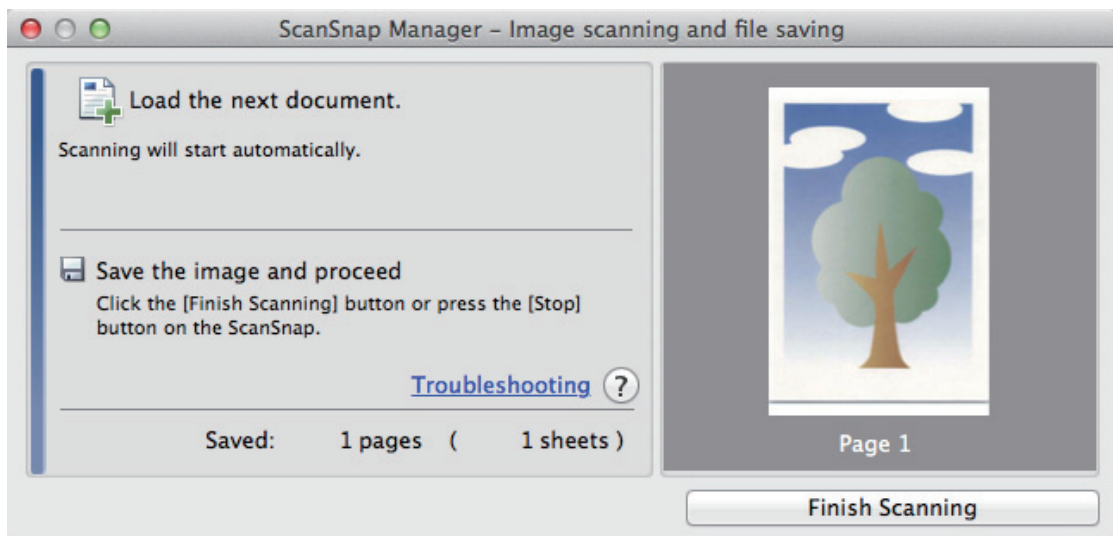 ScanSnap Manager – Image scanning and file saving
Load the next document.
Scanning will start automatically.
Save the image and proceed
Click the [Finish Scanning] button or press the [Stop]
button on the ScanSnap.
Troubleshooting ?
Saved: 1 pages ( 1 sheets )
Page 1
Finish Scanning